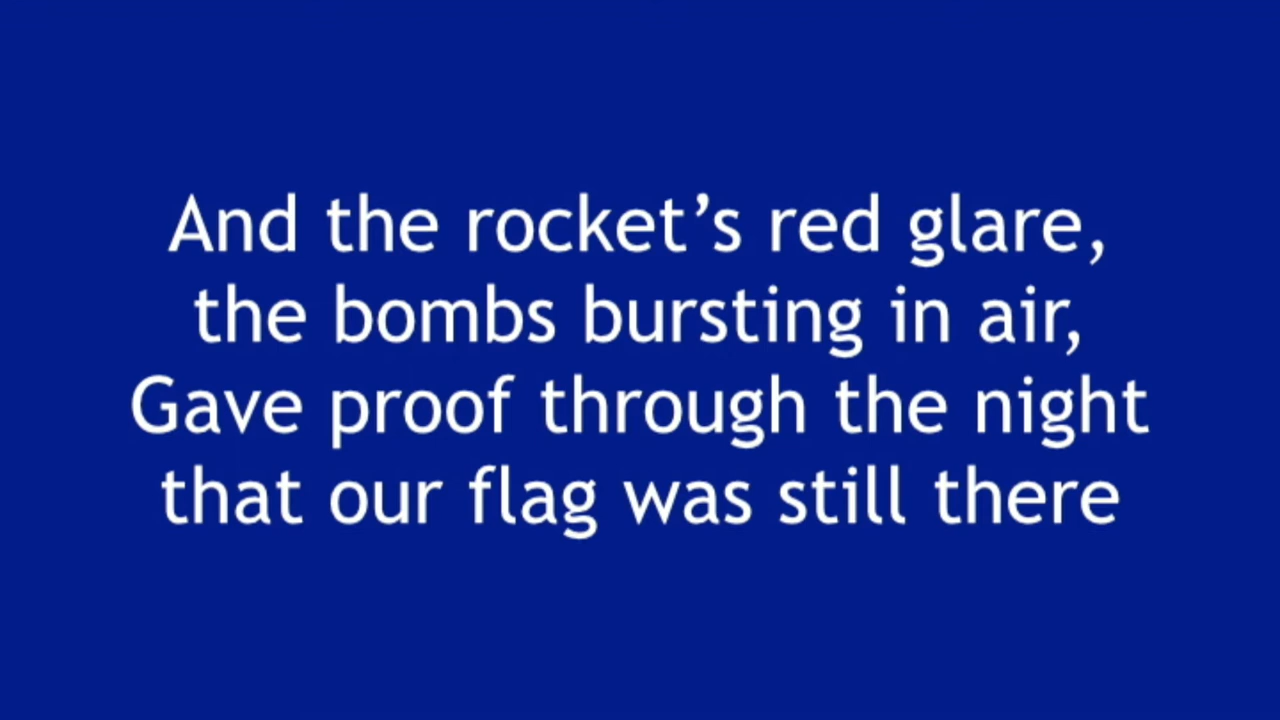 And the rocket’s red glare,
the bombs bursting in air,
Gave proof through the night
that our flag was still there